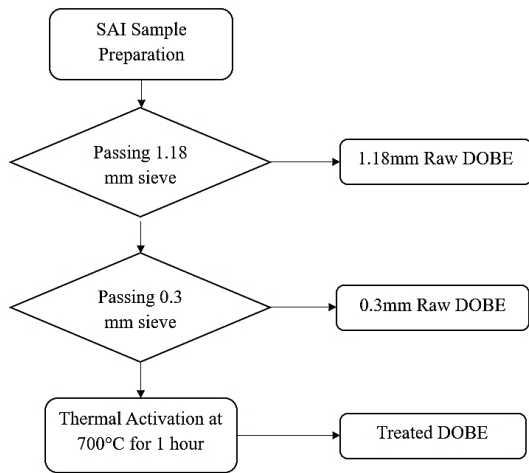 SAI Sample
Preparation
Passing 1.18
mm sieve
1.18mm Raw DOBE
Passing 0.3
mm sieve
0.3mm Raw DOBE
Thermal Activation at
700°C for 1 hour
Treated DOBE